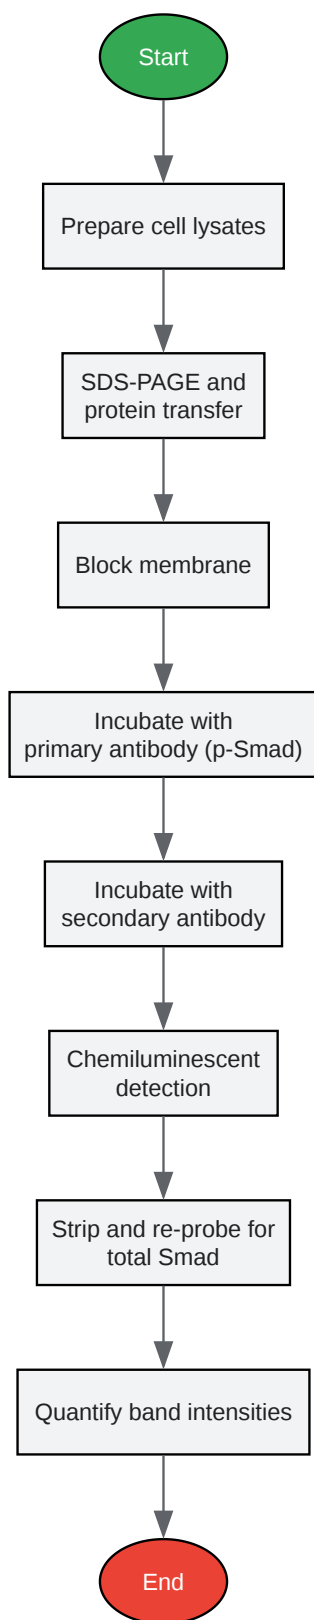 Start
Prepare cell lysates
SDS-PAGE and
protein transfer
Block membrane
Incubate with
primary antibody (p-Smad)
Incubate with
secondary antibody
Chemiluminescent
detection
Strip and re-probe for
total Smad
Quantify band intensities
End